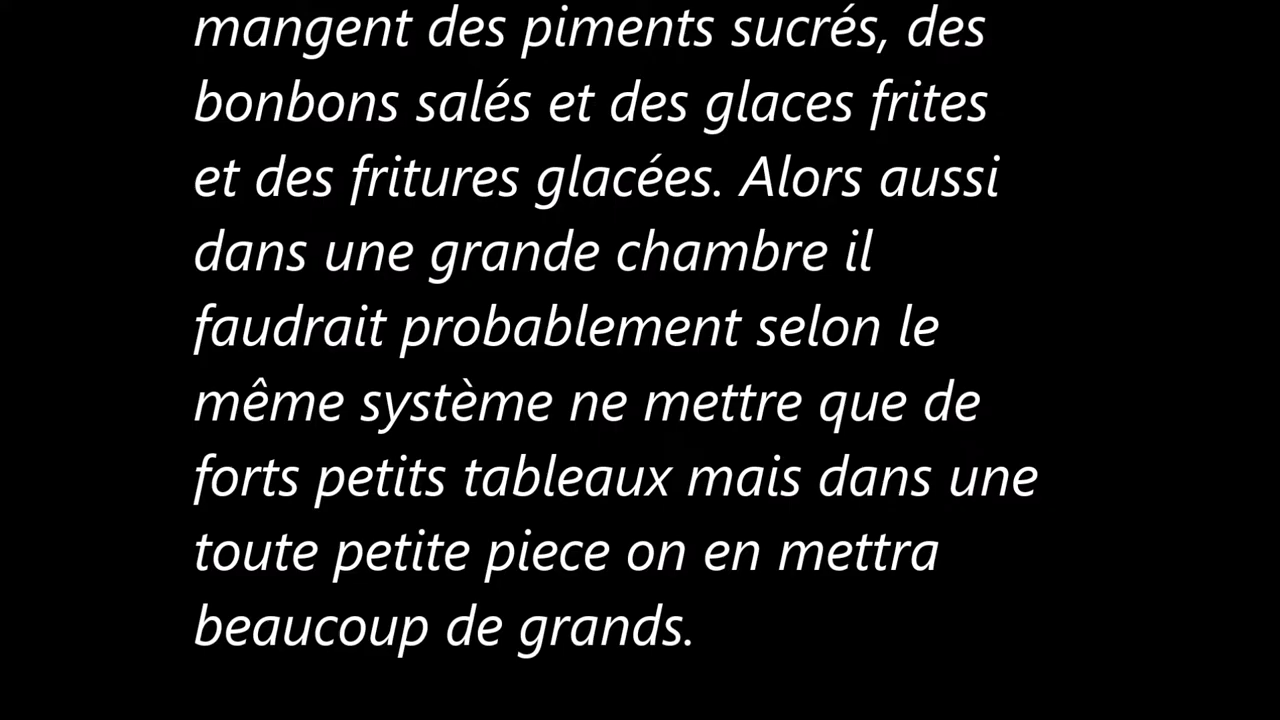 mangent des piments sucrés, des
bonbons salés et des glaces frites
et des fritures glacées. Alors aussi
dans une grande chambre il
faudrait probablement selon le
même système ne mettre que de
forts petits tableaux mais dans une
toute petite piece on en mettra
beaucoup de grands.